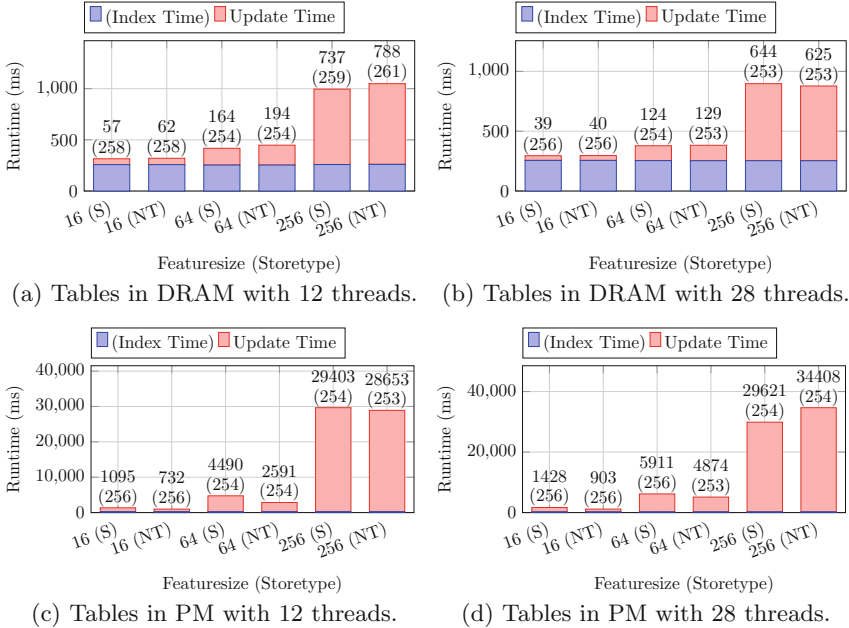 (Index Time) Update Time
Runtime (ms)
1,000
500
0
57
(258)
62
(258)
164
(254)
194
(254)
737
(259)
788
(261)
16 (S)
16 (NT)
64 (S)
64 (NT)
256 (S)
256 (NT)
Featuresize (Storetype)
(a) Tables in DRAM with 12 threads.
(Index Time) Update Time
Runtime (ms)
1,000
500
0
39
(256)
40
(256)
124
(254)
129
(253)
644
(253)
625
(253)
16 (S)
16 (NT)
64 (S)
64 (NT)
256 (S)
256 (NT)
Featuresize (Storetype)
(b) Tables in DRAM with 28 threads.
(Index Time) Update Time
Runtime (ms)
40,000
30,000
20,000
10,000
0
1095
(256)
732
(256)
4490
(254)
2591
(254)
29403
(254)
28653
(253)
16 (S)
16 (NT)
64 (S)
64 (NT)
256 (S)
256 (NT)
Featuresize (Storetype)
(c) Tables in PM with 12 threads.
(Index Time) Update Time
Runtime (ms)
40,000
20,000
0
1428
(256)
903
(256)
5911
(256)
4874
(253)
29621
(254)
34408
(254)
16 (S)
16 (NT)
64 (S)
64 (NT)
256 (S)
256 (NT)
Featuresize (Storetype)
(d) Tables in PM with 28 threads.